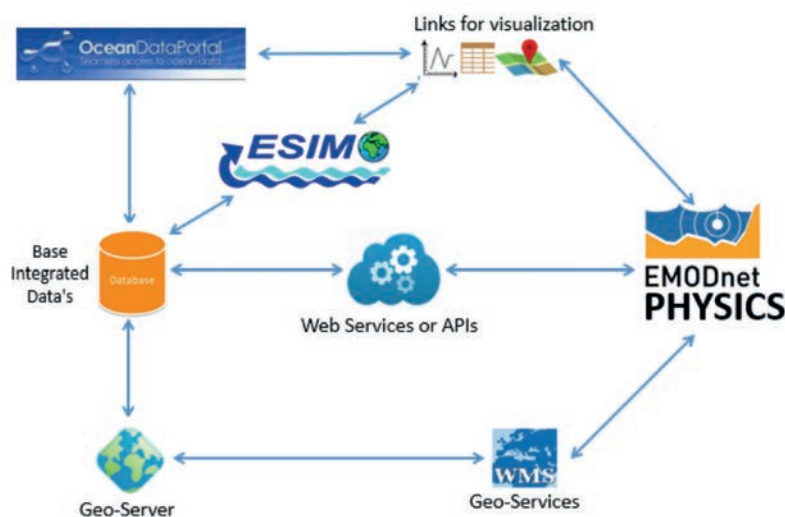 OceanDataPortal
Seamless access to ocean data
Links for visualization
ESIMO
Base
Integrated
Data's
Database
Web Services or APIs
EMODnet
PHYSICS
Geo-Server
WMS
Geo-Services